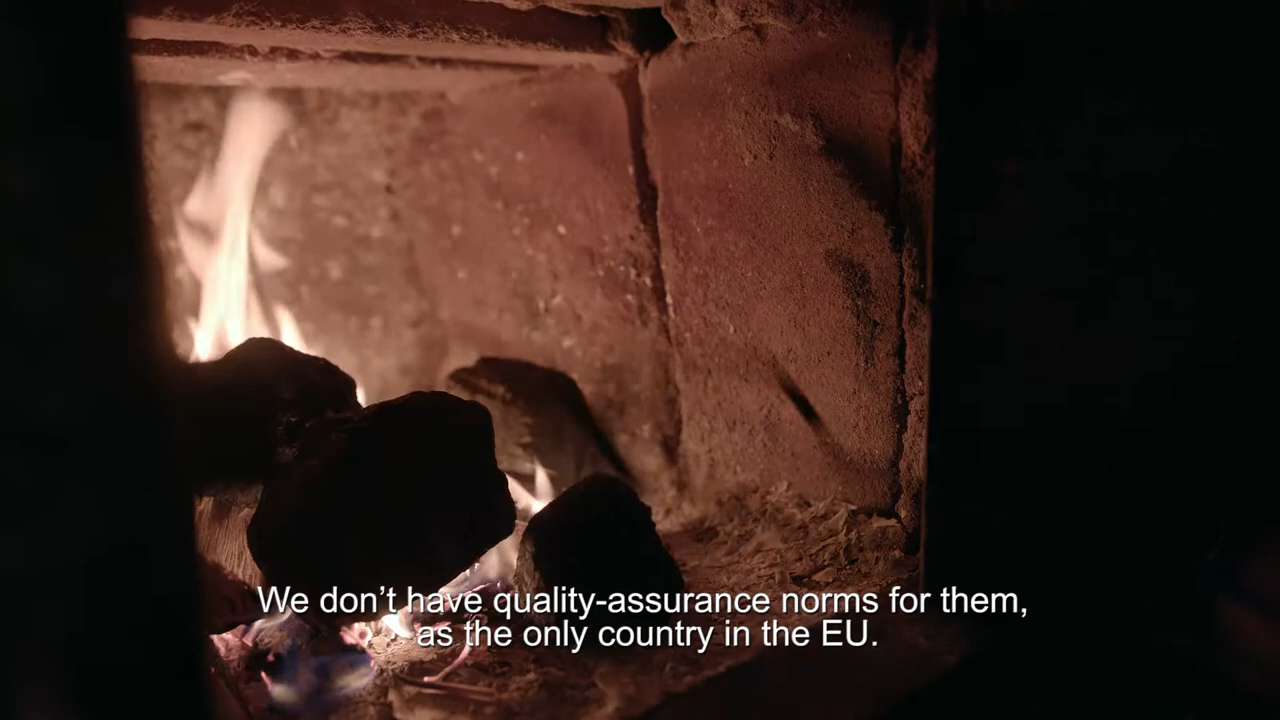 We don’t have quality-assurance norms for them,
as the only country in the EU.